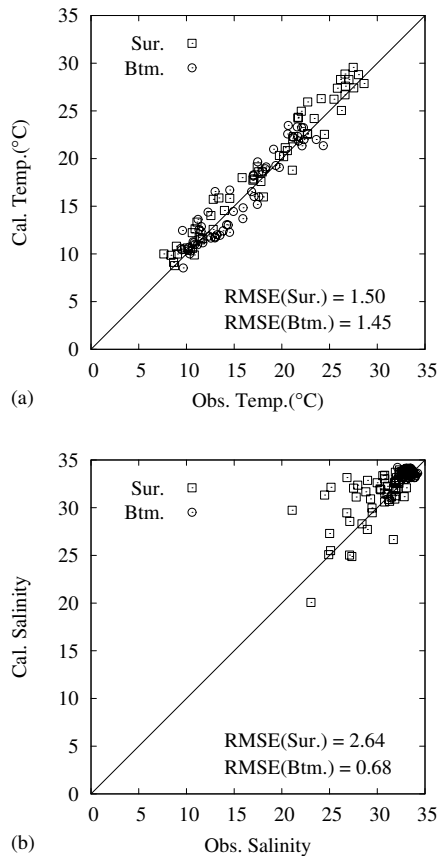 35
30
25
20
15
10
5
0
Cal. Temp.(°C)
Sur.
Btm.
RMSE(Sur.) = 1.50
RMSE(Btm.) = 1.45
0 5 10 15 20 25 30 35
(a)
Obs. Temp.(°C)
35
30
25
20
15
10
5
0
Cal. Salinity
Sur.
Btm.
RMSE(Sur.) = 2.64
RMSE(Btm.) = 0.68
0 5 10 15 20 25 30 35
(b)
Obs. Salinity